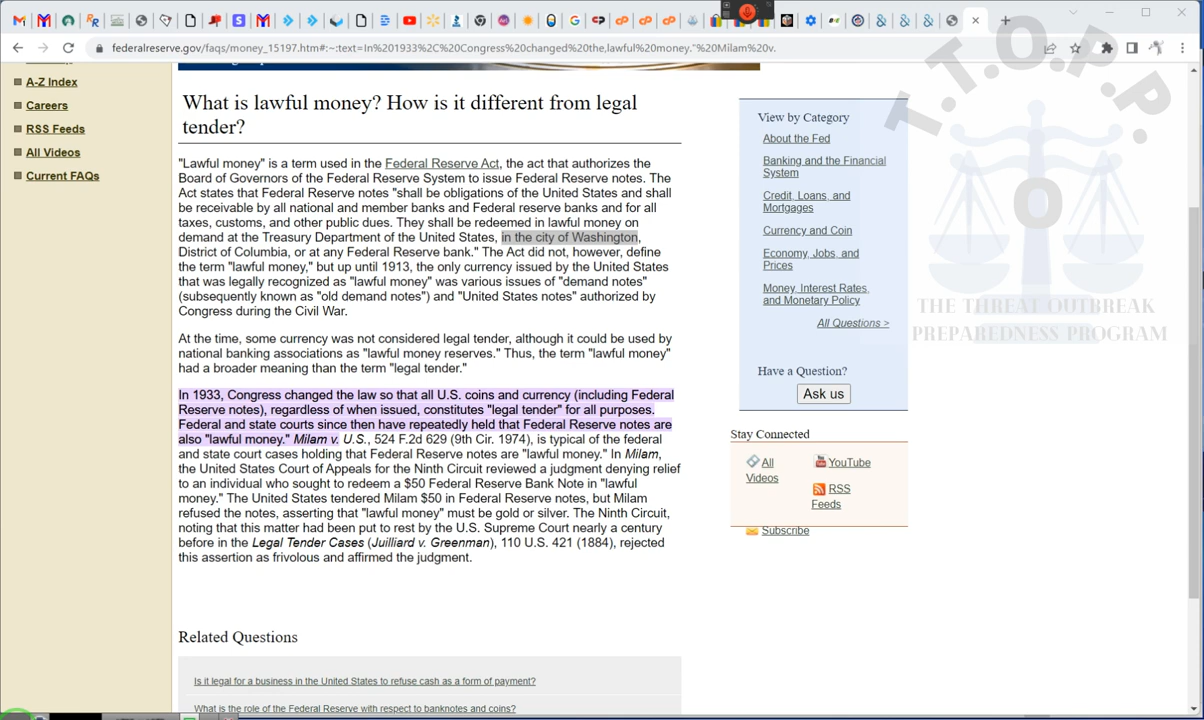 federalreserve.gov/faqs/money_15197.htm#:~:text=In%201933%2C%20Congress%20changed%20the,lawful%20money."%20Milam%20v.
A-Z Index
Careers
RSS Feeds
All Videos
Current FAQs
What is lawful money? How is it different from legal
tender?
"Lawful money" is a term used in the Federal Reserve Act, the act that authorizes the
Board of Governors of the Federal Reserve System to issue Federal Reserve notes. The
Act states that Federal Reserve notes "shall be obligations of the United States and shall
be receivable by all national and member banks and Federal reserve banks and for all
taxes, customs, and other public dues. They shall be redeemed in lawful money on
demand at the Treasury Department of the United States, in the city of Washington,
District of Columbia, or at any Federal Reserve bank." The Act did not, however, define
the term "lawful money," but up until 1913, the only currency issued by the United States
that was legally recognized as "lawful money" was various issues of "demand notes"
(subsequently known as "old demand notes") and "United States notes" authorized by
Congress during the Civil War.
At the time, some currency was not considered legal tender, although it could be used by
national banking associations as "lawful money reserves." Thus, the term "lawful money"
had a broader meaning than the term "legal tender."
In 1933, Congress changed the law so that all U.S. coins and currency (including Federal
Reserve notes), regardless of when issued, constitutes "legal tender" for all purposes.
Federal and state courts since then have repeatedly held that Federal Reserve notes are
also "lawful money." Milam v. U.S., 524 F.2d 629 (9th Cir. 1974), is typical of the federal
and state court cases holding that Federal Reserve notes are "lawful money." In Milam,
the United States Court of Appeals for the Ninth Circuit reviewed a judgment denying relief
to an individual who sought to redeem a $50 Federal Reserve Bank Note in "lawful
money." The United States tendered Milam $50 in Federal Reserve notes, but Milam
refused the notes, asserting that "lawful money" must be gold or silver. The Ninth Circuit,
noting that this matter had been put to rest by the U.S. Supreme Court nearly a century
before in the Legal Tender Cases (Juilliard v. Greenman), 110 U.S. 421 (1884), rejected
this assertion as frivolous and affirmed the judgment.
Related Questions
Is it legal for a business in the United States to refuse cash as a form of payment?
What is the role of the Federal Reserve with respect to banknotes and coins?
View by Category
About the Fed
Banking and the Financial
System
Credit, Loans, and
Mortgages
Currency and Coin
Economy, Jobs, and
Prices
Money, Interest Rates,
and Monetary Policy
All Questions >
Have a Question?
Ask us
Stay Connected
All
Videos
YouTube
RSS
Feeds
Subscribe
T.T.O.P.P.
THE THREAT OUTBREAK
PREPAREDNESS PROGRAM